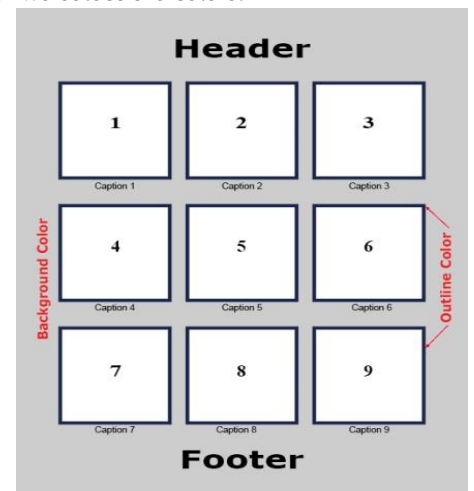 Header
1 2 3
Caption 1 Caption 2 Caption 3
4 5 6
Caption 4 Caption 5 Caption 6
Background Color
Outline Color
7 8 9
Caption 7 Caption 8 Caption 9
Footer